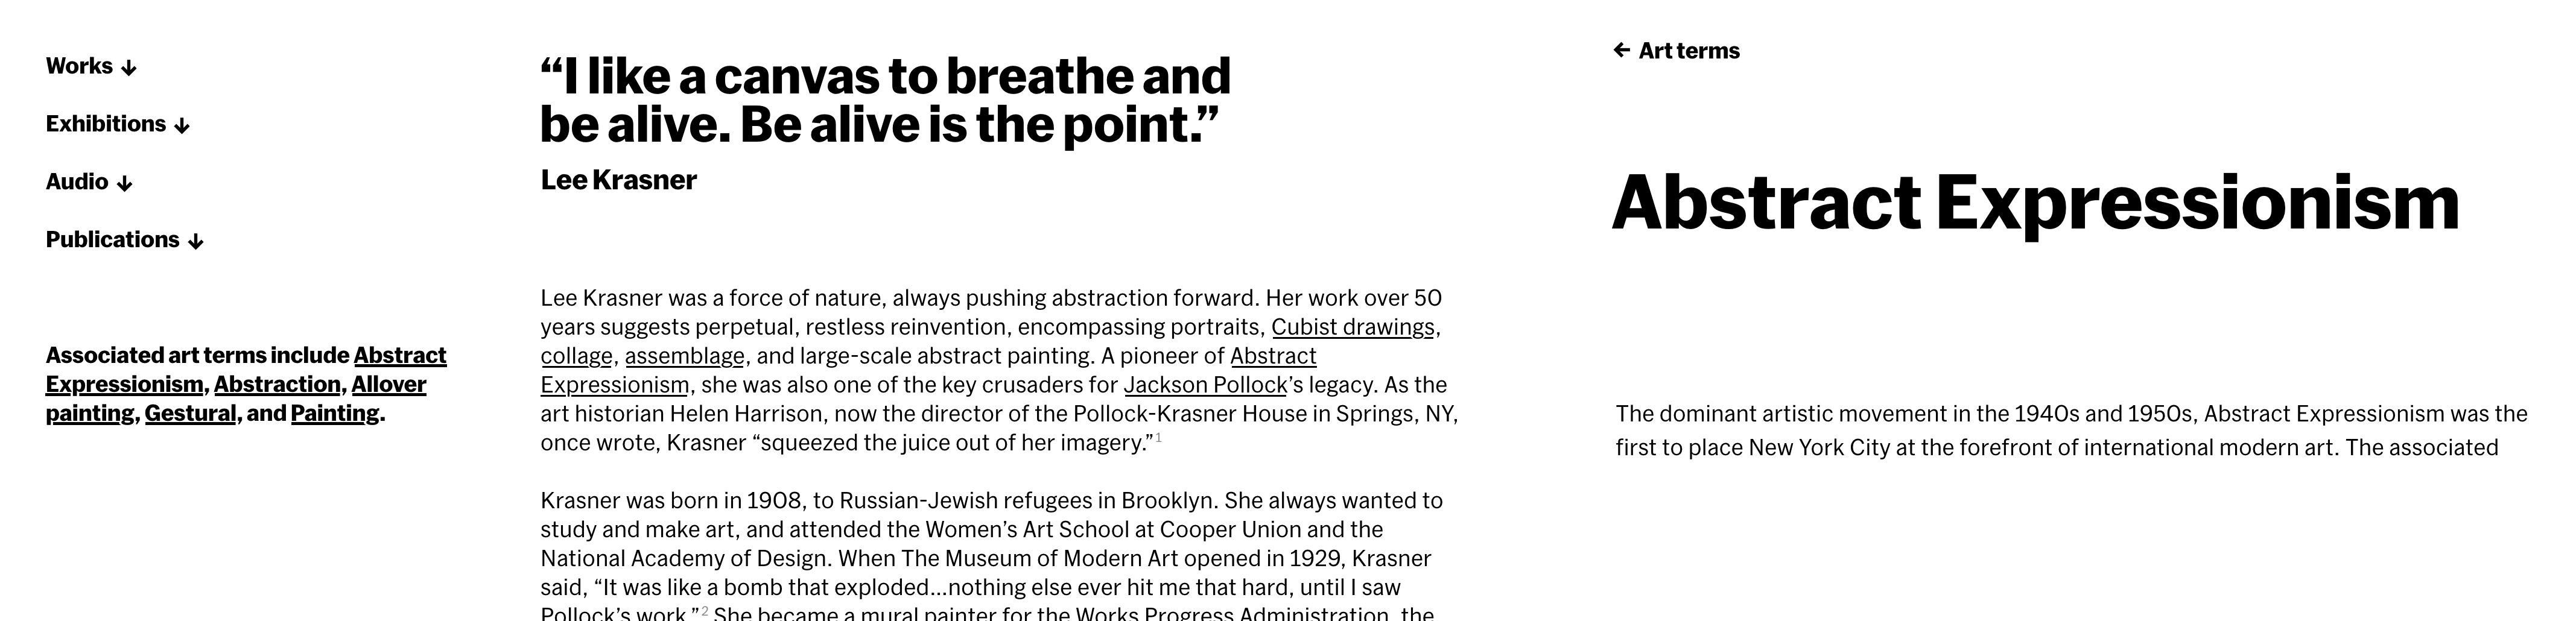 Works ↓
Exhibitions ↓
Audio ↓
Publications ↓
Associated art terms include Abstract
Expressionism, Abstraction, Allover
painting, Gestural, and Painting.
“I like a canvas to breathe and
be alive. Be alive is the point.”
Lee Krasner
Lee Krasner was a force of nature, always pushing abstraction forward. Her work over 50
years suggests perpetual, restless reinvention, encompassing portraits, Cubist drawings,
collage, assemblage, and large-scale abstract painting. A pioneer of Abstract
Expressionism, she was also one of the key crusaders for Jackson Pollock’s legacy. As the
art historian Helen Harrison, now the director of the Pollock-Krasner House in Springs, NY,
once wrote, Krasner “squeezed the juice out of her imagery.”1
Krasner was born in 1908, to Russian-Jewish refugees in Brooklyn. She always wanted to
study and make art, and attended the Women’s Art School at Cooper Union and the
National Academy of Design. When The Museum of Modern Art opened in 1929, Krasner
said, “It was like a bomb that exploded…nothing else ever hit me that hard, until I saw
Pollock’s work.”2 She became a mural painter for the Works Progress Administration, the
← Art terms
Abstract Expressionism
The dominant artistic movement in the 1940s and 1950s, Abstract Expressionism was the
first to place New York City at the forefront of international modern art. The associated